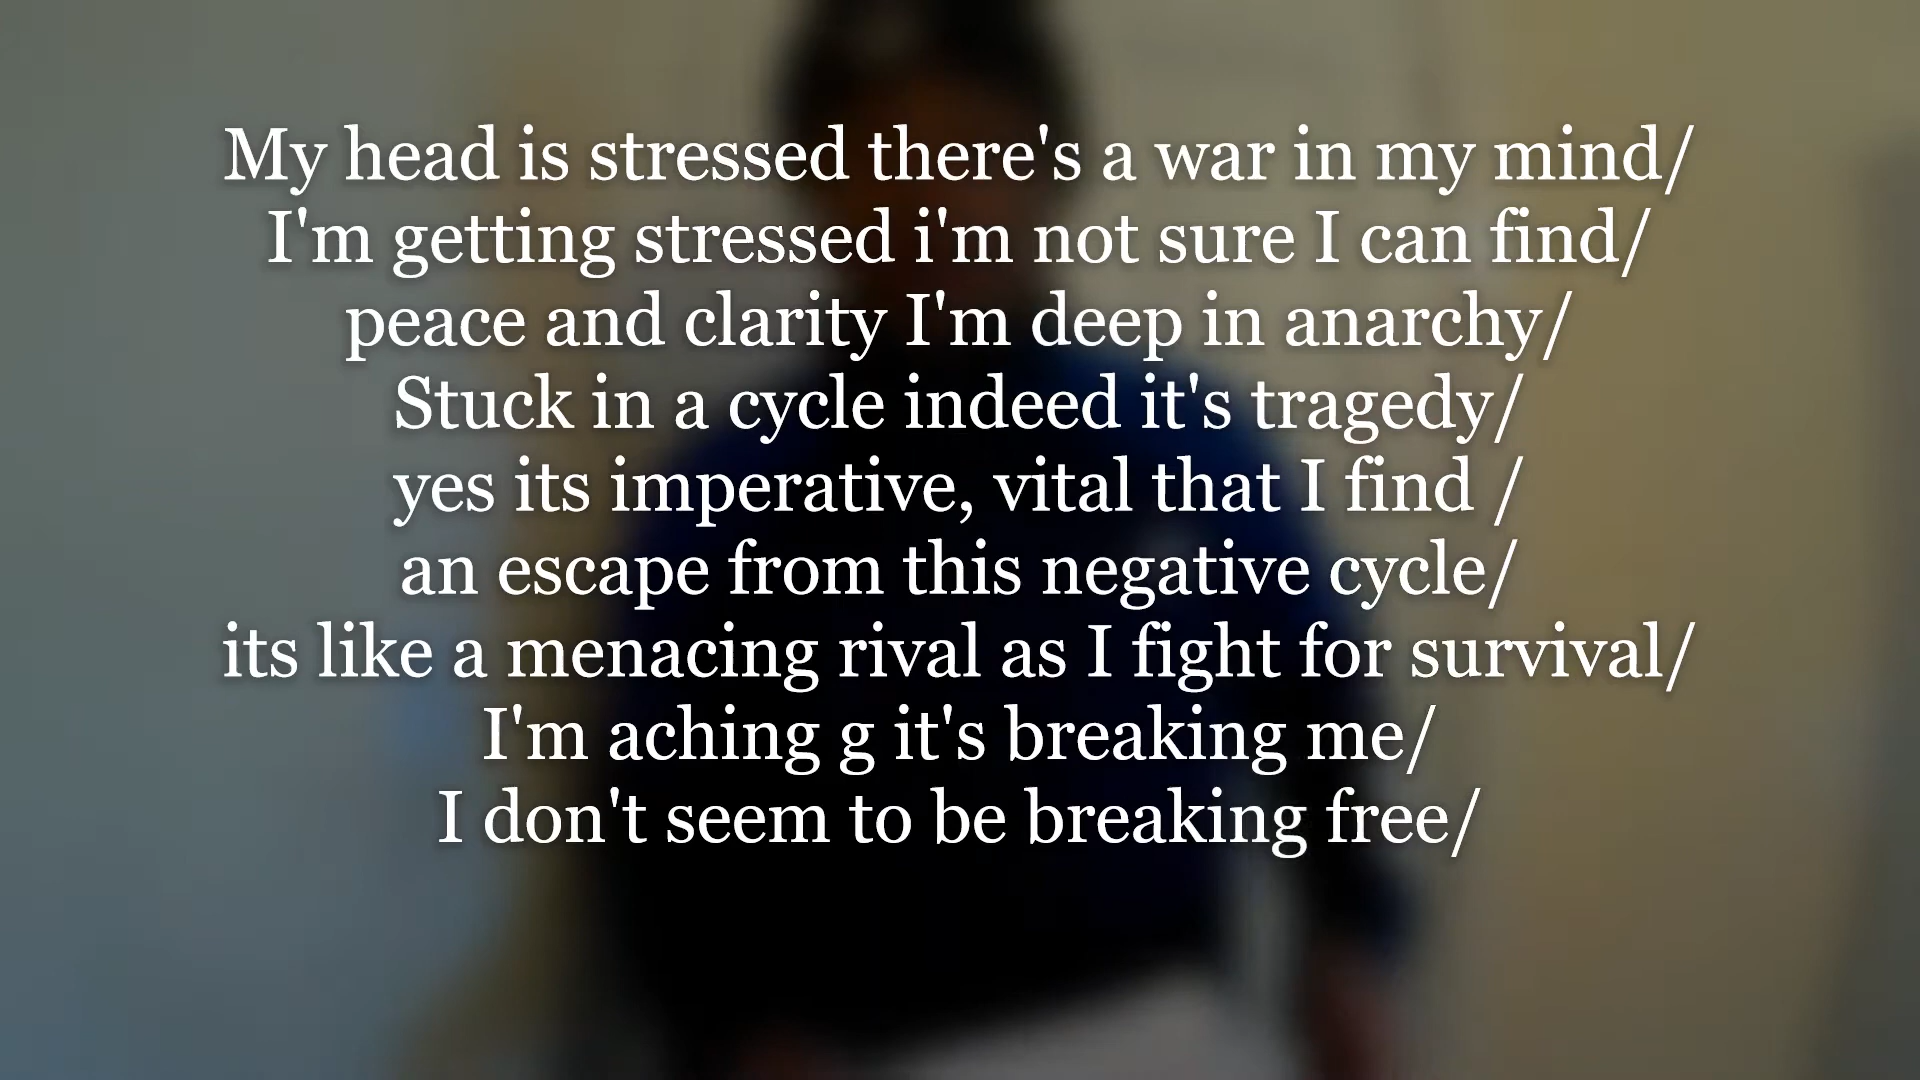 My head is stressed there's a war in my mind/
I'm getting stressed i'm not sure I can find/
peace and clarity I'm deep in anarchy/
Stuck in a cycle indeed it's tragedy/
yes its imperative, vital that I find /
an escape from this negative cycle/
its like a menacing rival as I fight for survival/
I'm aching g it's breaking me/
I don't seem to be breaking free/